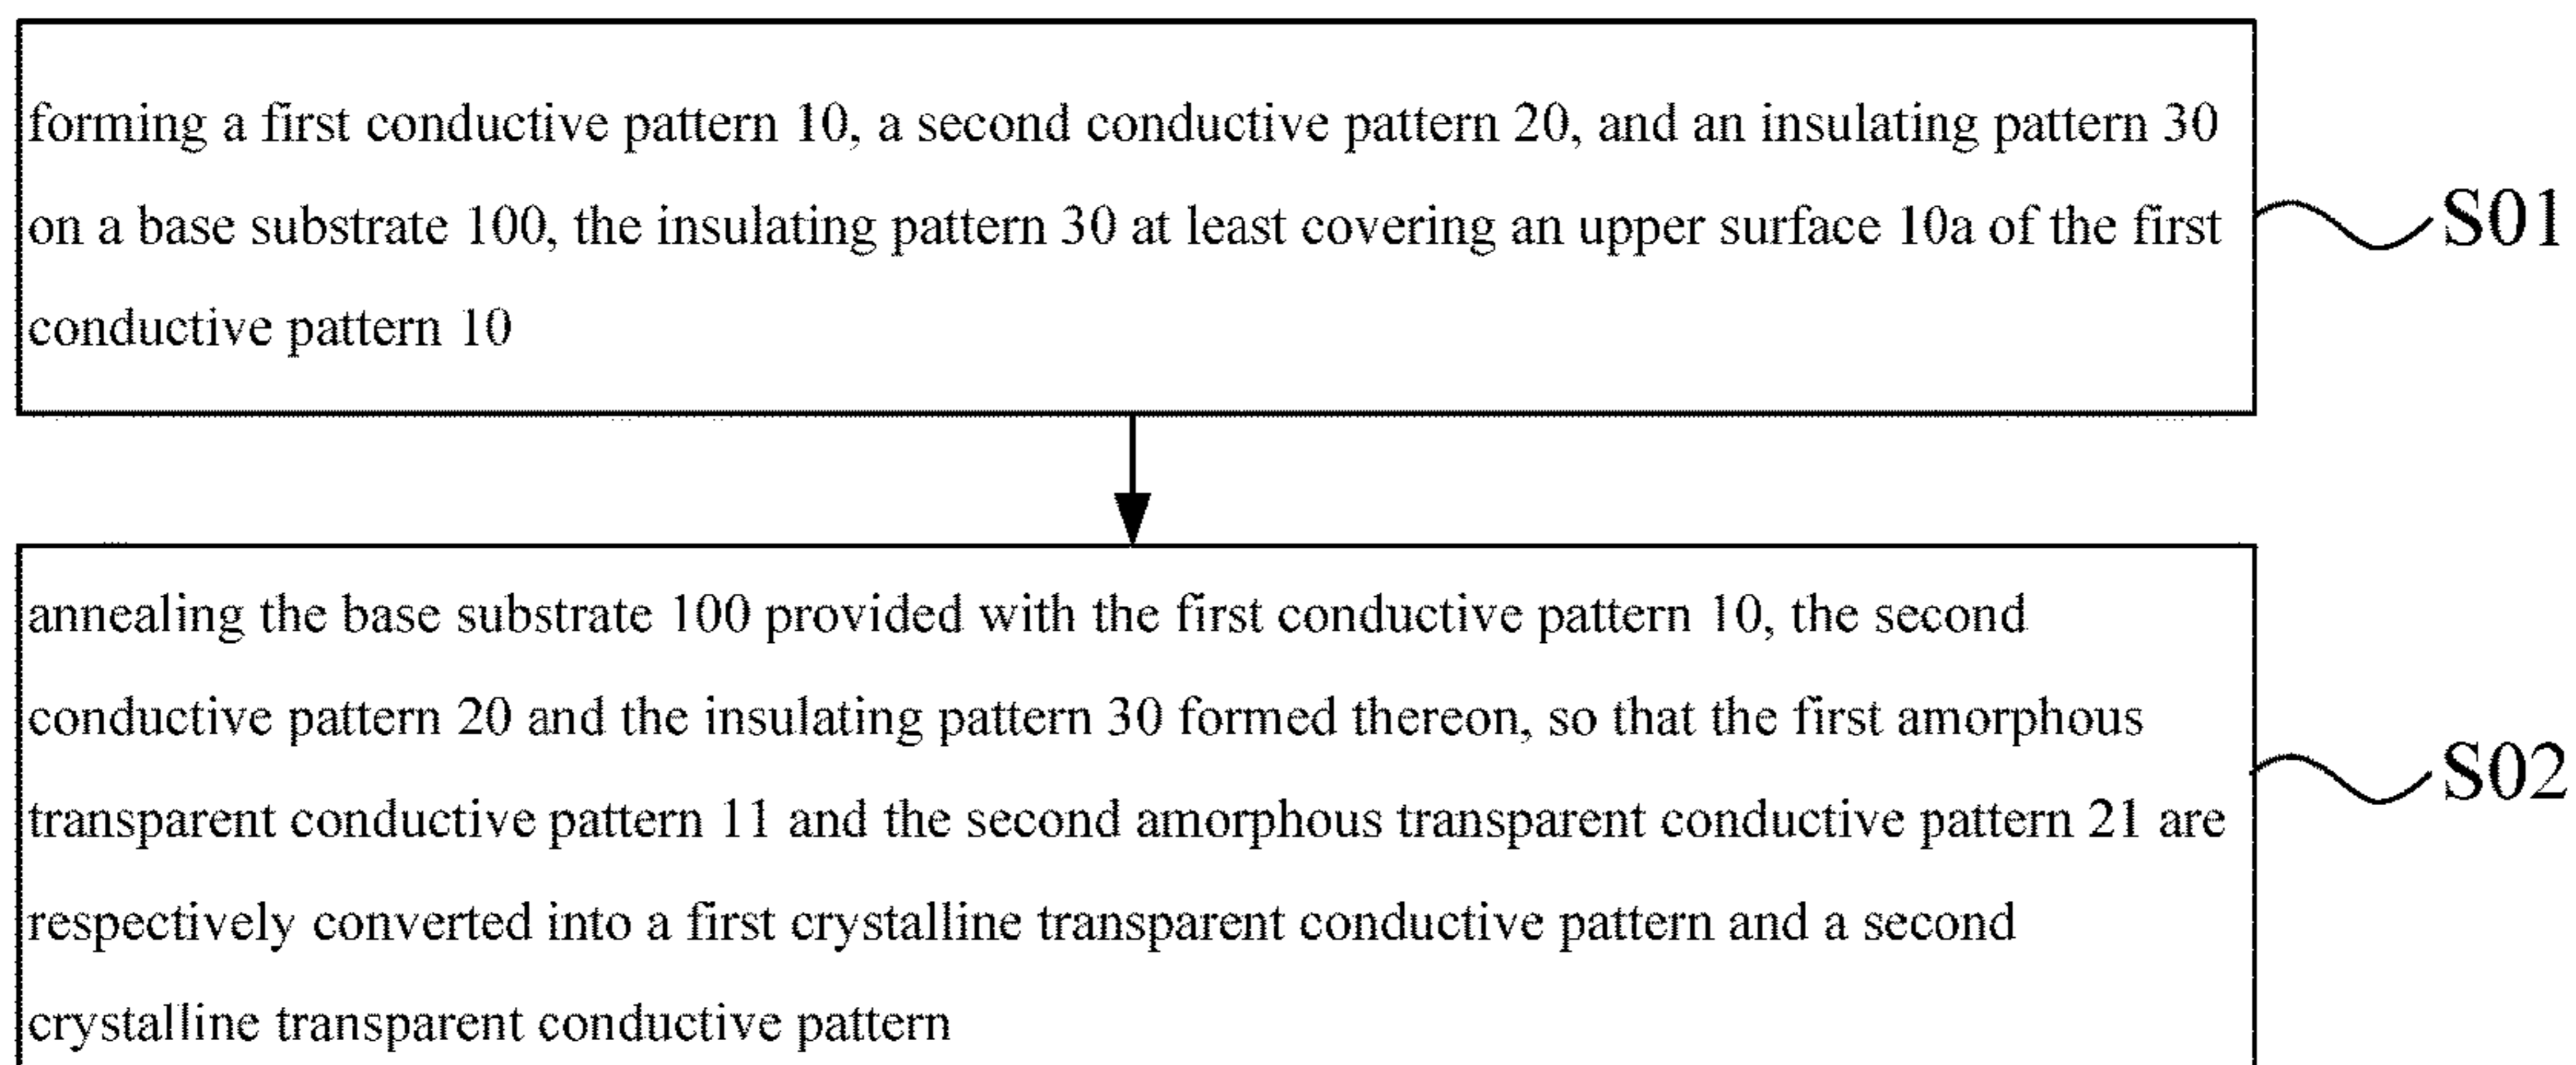 forming a first conductive pattern 10, a second conductive pattern 20, and an insulating pattern 30
on a base substrate 100, the insulating pattern 30 at least covering an upper surface 10a of the first
conductive pattern 10
S01
annealing the base substrate 100 provided with the first conductive pattern 10, the second
conductive pattern 20 and the insulating pattern 30 formed thereon, so that the first amorphous
transparent conductive pattern 11 and the second amorphous transparent conductive pattern 21 are
respectively converted into a first crystalline transparent conductive pattern and a second
crystalline transparent conductive pattern
S02